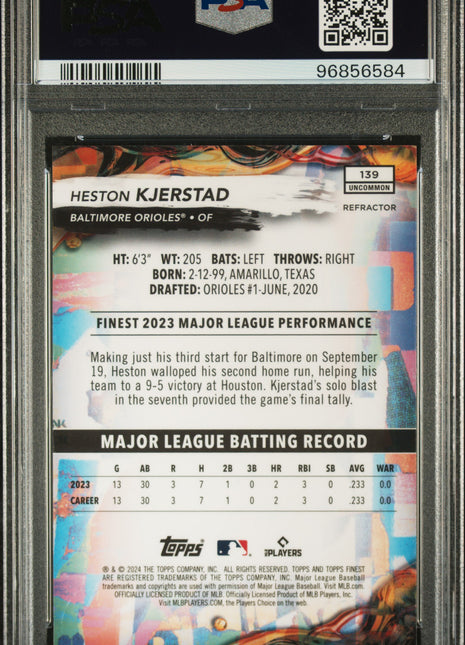 PSA
96856584
139
UNCOMMON
REFRACTOR
HESTON KJERSTAD
BALTIMORE ORIOLES® • OF
HT: 6'3" WT: 205 BATS: LEFT THROWS: RIGHT
BORN: 2-12-99, AMARILLO, TEXAS
DRAFTED: ORIOLES #1-JUNE, 2020
FINEST 2023 MAJOR LEAGUE PERFORMANCE
Making just his third start for Baltimore on September
19, Heston walloped his second home run, helping his
team to a 9-5 victory at Houston. Kjerstad's solo blast
in the seventh provided the game's final tally.
MAJOR LEAGUE BATTING RECORD
G AB R H 2B 3B HR RBI SB AVG WAR
2023 13 30 3 7 1 0 2 3 0 .233 0.0
CAREER 13 30 3 7 1 0 2 3 0 .233 0.0
Topps PLAYERS
® & © 2024 THE TOPPS COMPANY, INC. ALL RIGHTS RESERVED. TOPPS AND TOPPS FINEST
ARE REGISTERED TRADEMARKS OF THE TOPPS COMPANY, INC. Major League Baseball
trademarks and copyrights are used with permission of Major League Baseball. Visit MLB.com.
OFFICIALLY LICENSED PRODUCT OF MLB. Official Licensed Product of MLB Players, Inc.
Visit MLBPLAYERS.COM, the Players Choice on the web.